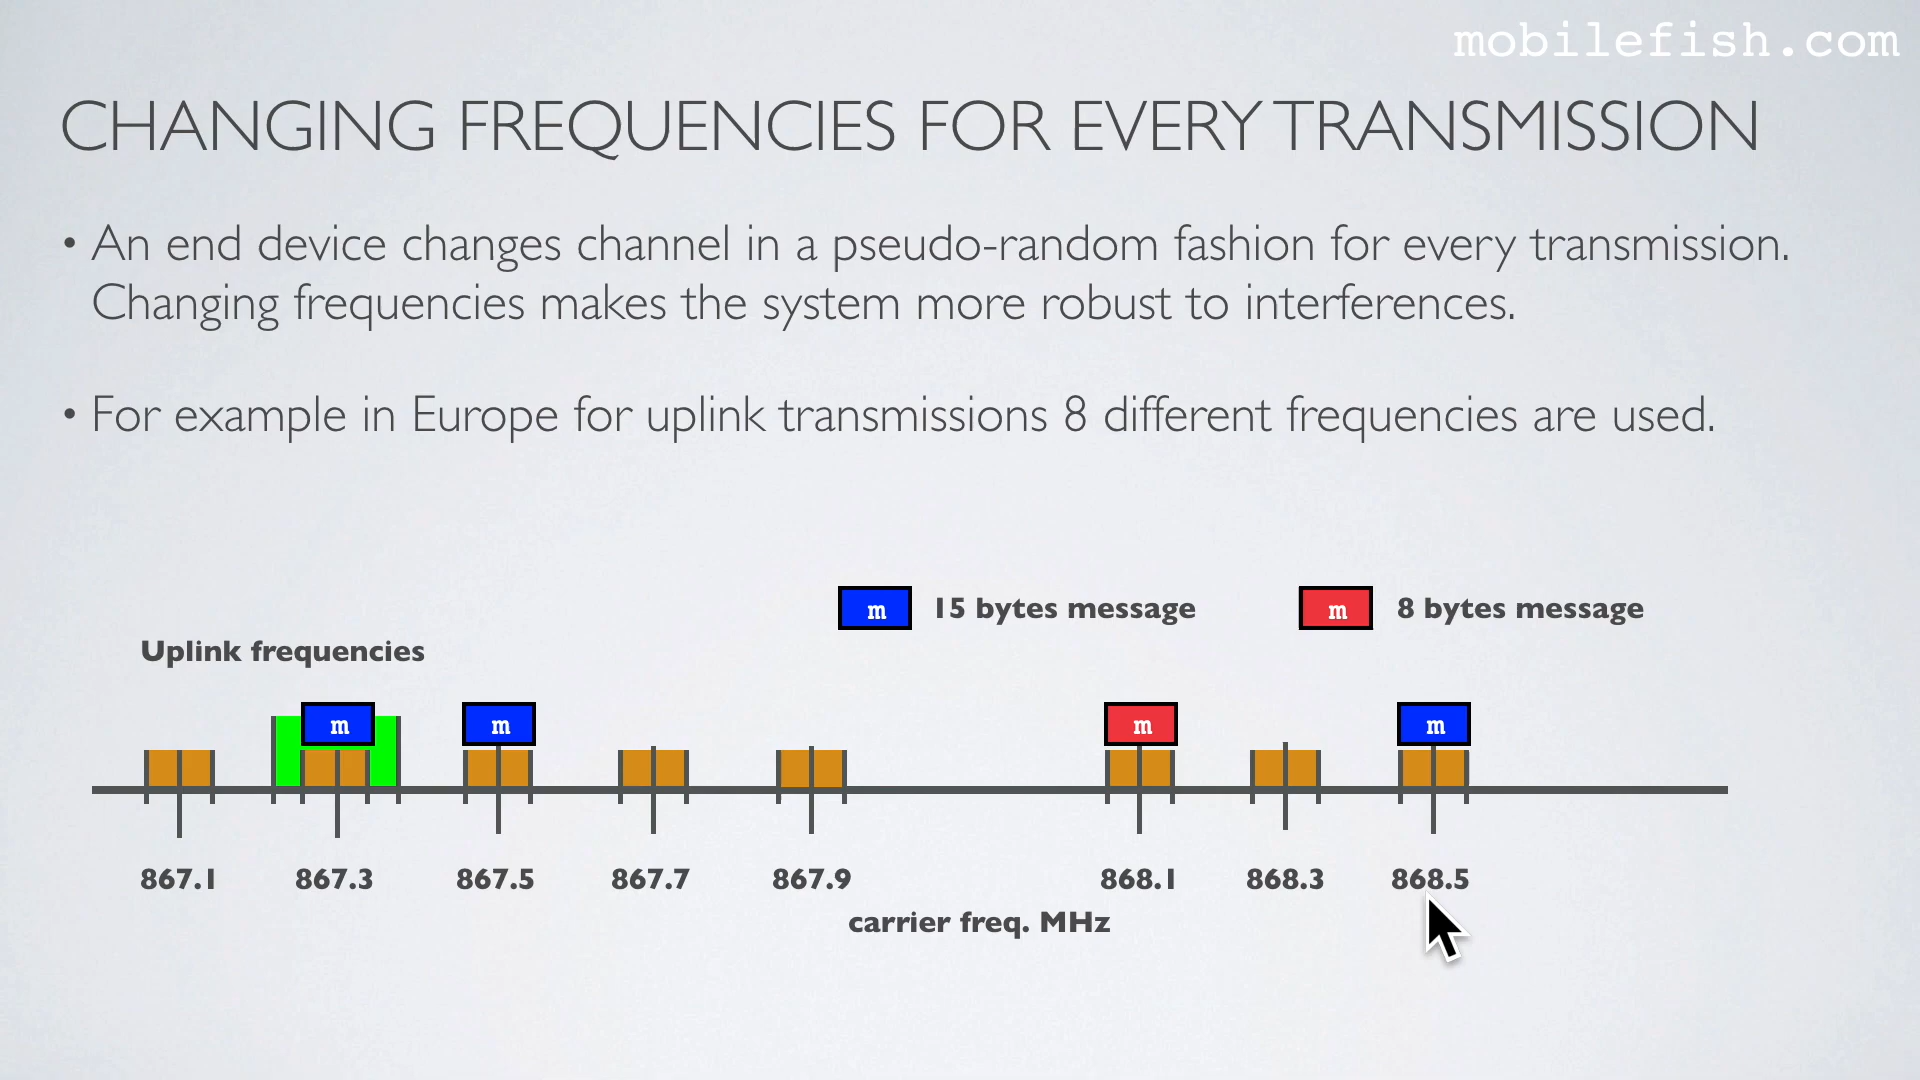 mobilefish.com
CHANGING FREQUENCIES FOR EVERY TRANSMISSION
• An end device changes channel in a pseudo-random fashion for every transmission.
Changing frequencies makes the system more robust to interferences.
• For example in Europe for uplink transmissions 8 different frequencies are used.
m 15 bytes message m 8 bytes message
Uplink frequencies
m m m m
867.1 867.3 867.5 867.7 867.9 868.1 868.3 868.5
carrier freq. MHz